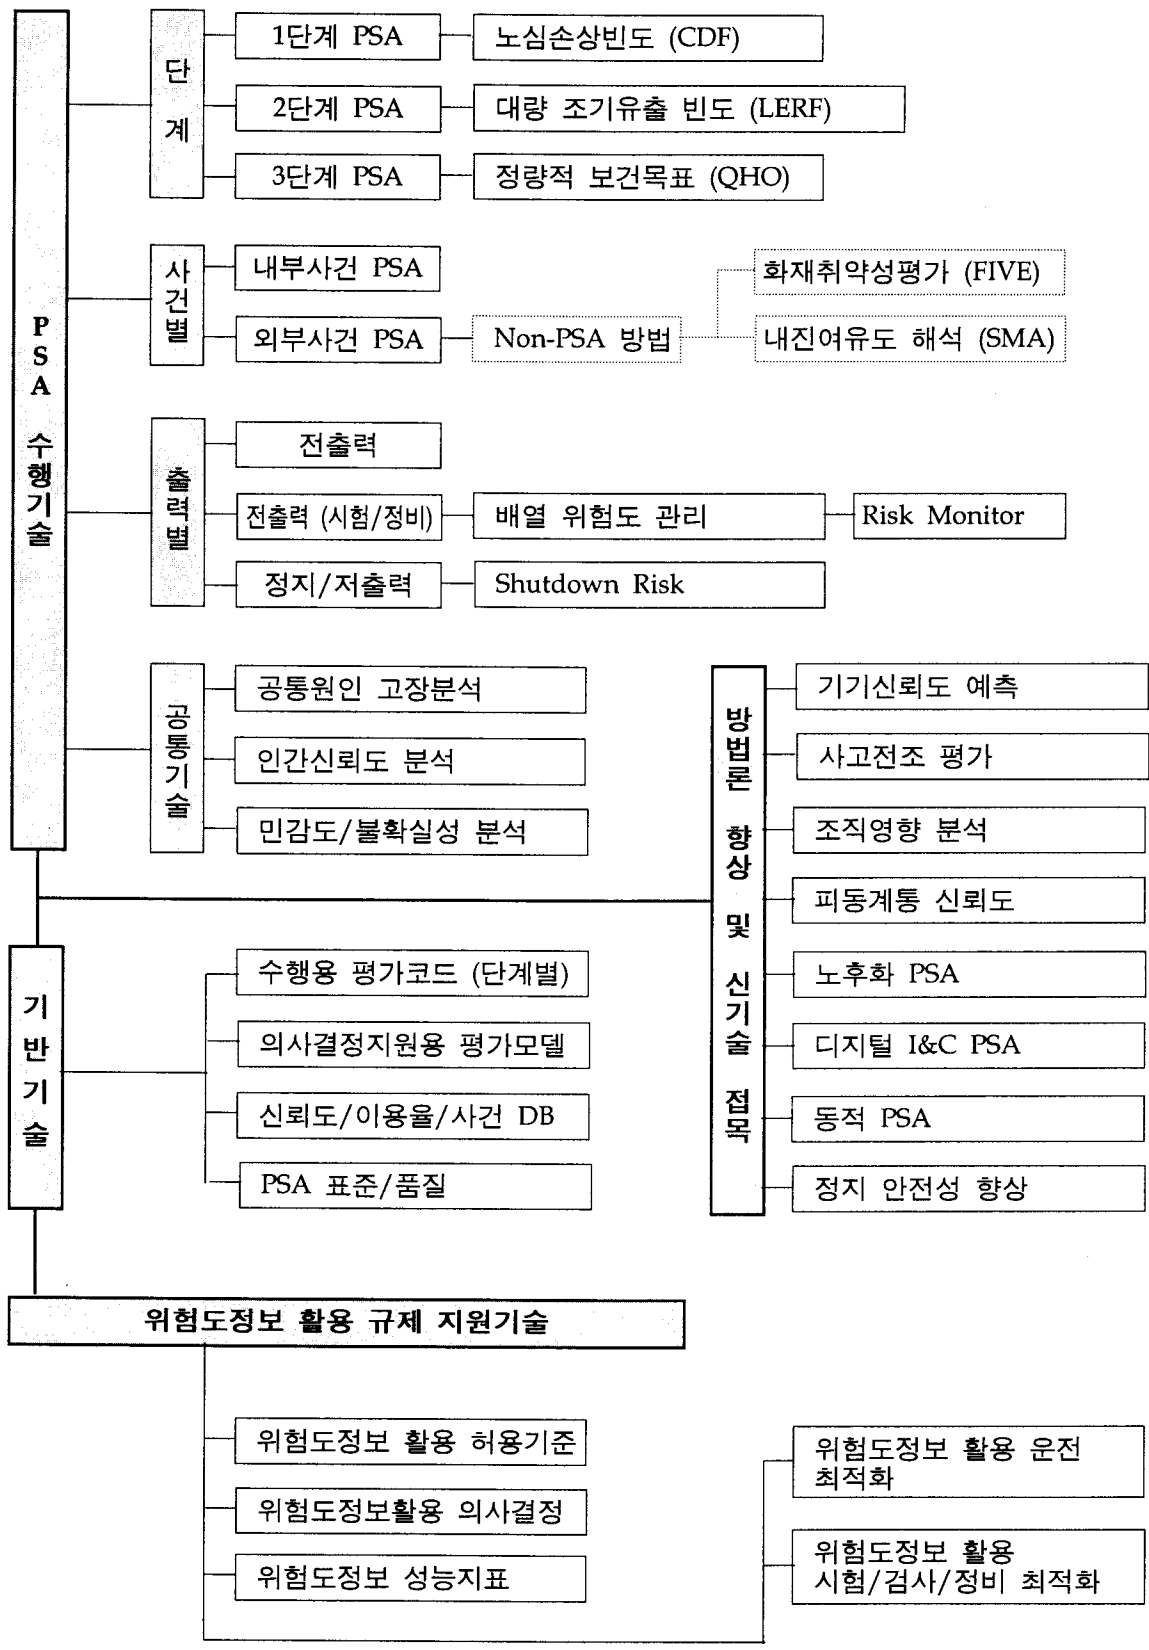 PSA 수행기술
단계
1단계 PSA
노심손상빈도 (CDF)
2단계 PSA
대량 조기유출 빈도 (LERF)
3단계 PSA
정량적 보건목표 (QHO)
사건별
내부사건 PSA
외부사건 PSA
Non-PSA 방법
화재취약성평가 (FIVE)
내진여유도 해석 (SMA)
출력별
전출력
전출력 (시험/정비)
배열 위험도 관리
Risk Monitor
정지/저출력
Shutdown Risk
공통기술
공통원인 고장분석
인간신뢰도 분석
민감도/불확실성 분석
방법론 향상 및 신기술 접목
기기신뢰도 예측
사고전조 평가
조직영향 분석
피동계통 신뢰도
노후화 PSA
디지털 I&C PSA
동적 PSA
정지 안전성 향상
기반기술
수행용 평가코드 (단계별)
의사결정지원용 평가모델
신뢰도/이용율/사건 DB
PSA 표준/품질
위험도정보 활용 규제 지원기술
위험도정보 활용 허용기준
위험도정보활용 의사결정
위험도정보 성능지표
위험도정보 활용 운전
최적화
위험도정보 활용
시험/검사/정비 최적화